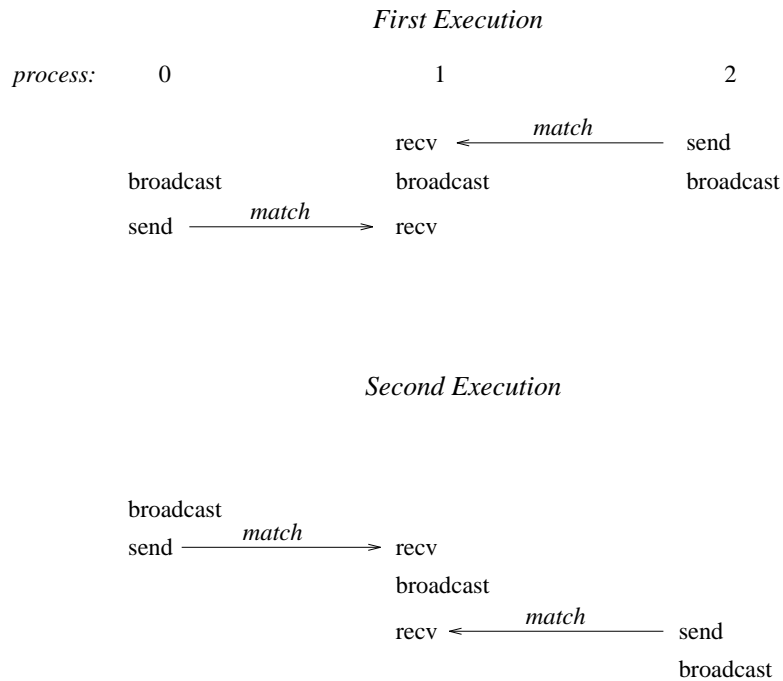 First Execution
process: 0 1 2
recv match send
broadcast broadcast broadcast
send match recv
Second Execution
broadcast
send match recv
broadcast
recv match send
broadcast